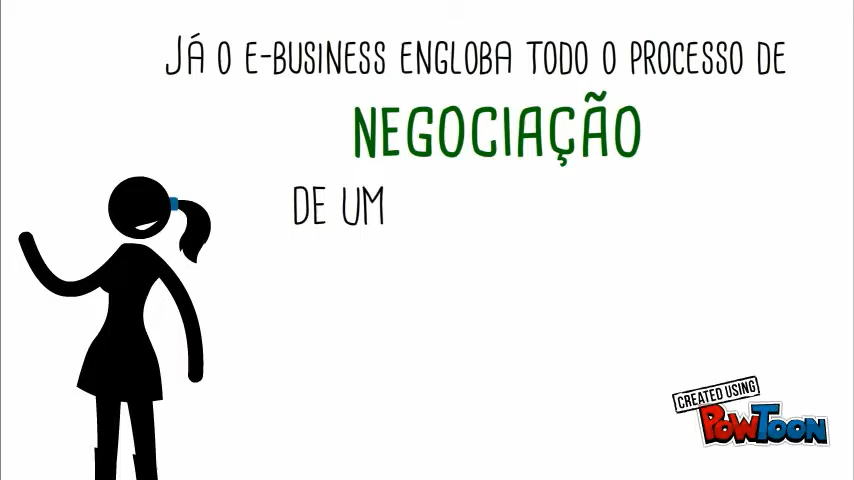 JÁ O E-BUSINESS ENGLOBA TODO O PROCESSO DE
NEGOCIAÇÃO
DE UM
CREATED USING
POWTOON